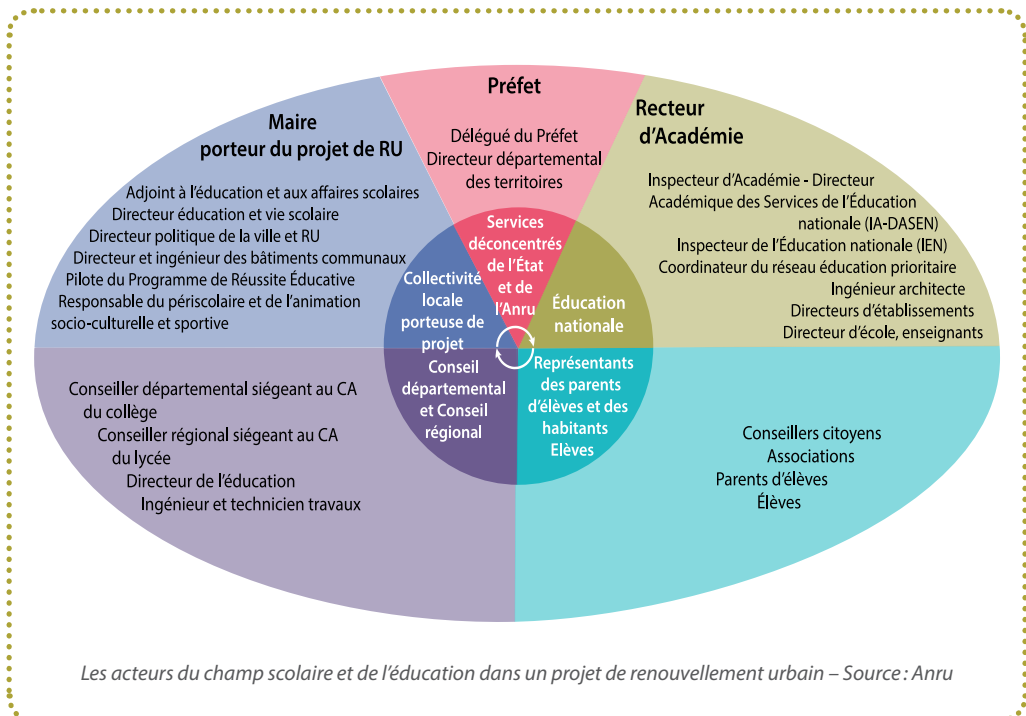 Préfet
Délégué du Préfet
Directeur départemental
des territoires
Maire
porteur du projet de RU
Adjoint à l'éducation et aux affaires scolaires
Directeur éducation et vie scolaire
Directeur politique de la ville et RU
Directeur et ingénieur des bâtiments communaux
Pilote du Programme de Réussite Éducative
Responsable du périscolaire et de l'animation
socio-culturelle et sportive
Recteur
d'Académie
Inspecteur d'Académie - Directeur
Académique des Services de l'Éducation
nationale (IA-DASEN)
Inspecteur de l'Éducation nationale (IEN)
Coordinateur du réseau éducation prioritaire
Ingénieur architecte
Directeurs d'établissements
Directeur d'école, enseignants
Services
déconcentrés
de l'État
et de
l'Anru
Collectivité
locale
porteuse de
projet
Éducation
nationale
Conseil
départemental
et Conseil
régional
Représentants
des parents
d'élèves et des
habitants
Elèves
Conseiller départemental siégeant au CA
du collège
Conseiller régional siégeant au CA
du lycée
Directeur de l'éducation
Ingénieur et technicien travaux
Conseillers citoyens
Associations
Parents d'élèves
Élèves
Les acteurs du champ scolaire et de l'éducation dans un projet de renouvellement urbain – Source : Anru